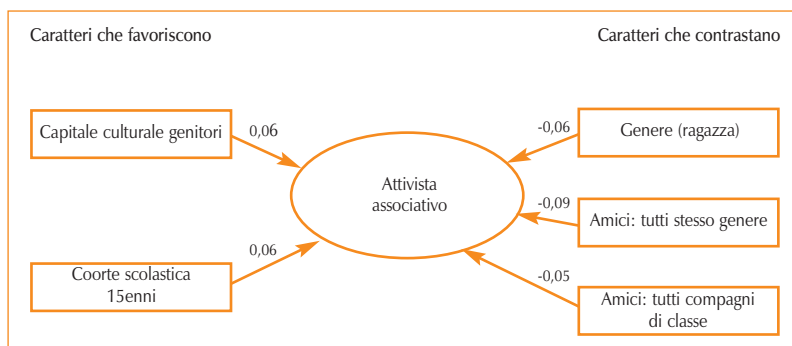 Caratteri che favoriscono
Caratteri che contrastano
Capitale culturale genitori
0,06
Coorte scolastica
15enni
0,06
Attivista
associativo
-0,06
Genere (ragazza)
-0,09
Amici: tutti stesso genere
-0,05
Amici: tutti compagni
di classe